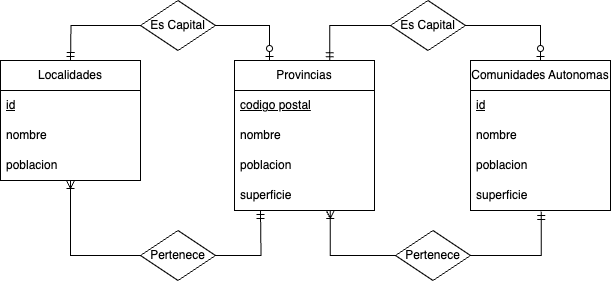 Es Capital
Es Capital
Localidades
id
nombre
poblacion
Provincias
codigo postal
nombre
poblacion
superficie
Comunidades Autonomas
id
nombre
poblacion
superficie
Pertenece
Pertenece